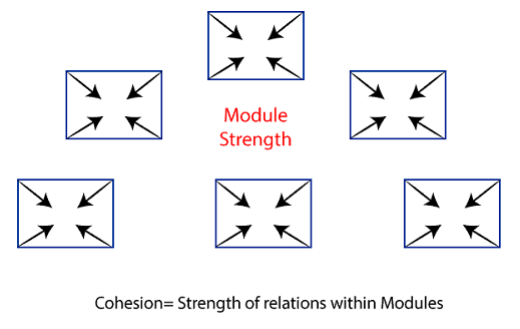 Module
Strength
Cohesion= Strength of relations within Modules